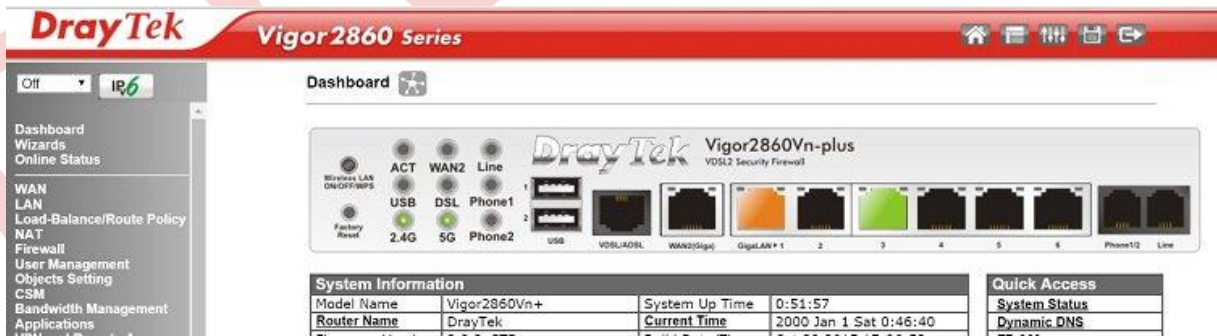 DrayTek
Vigor2860 Series
Off
IPv6
Dashboard
Dashboard
Wizards
Online Status
WAN
LAN
Load-Balance/Route Policy
NAT
Firewall
User Management
Objects Setting
CSM
Bandwidth Management
Applications
DrayTek
Vigor2860Vn-plus
VDSL2 Security Firewall
Wireless LAN
ON/OFF/WPS
ACT WAN2 Line
USB DSL Phone1
Factory
Reset
2.4G 5G Phone2
1
2
USB
VDSL/ADSL
WAN2(Giga)
GigaLAN 1 2 3 4 5 6
Phone1/2 Line
System Information
Model Name Vigor2860Vn+ System Up Time 0:51:57
Router Name DrayTek Current Time 2000 Jan 1 Sat 0:46:40
Quick Access
System Status
Dynamic DNS